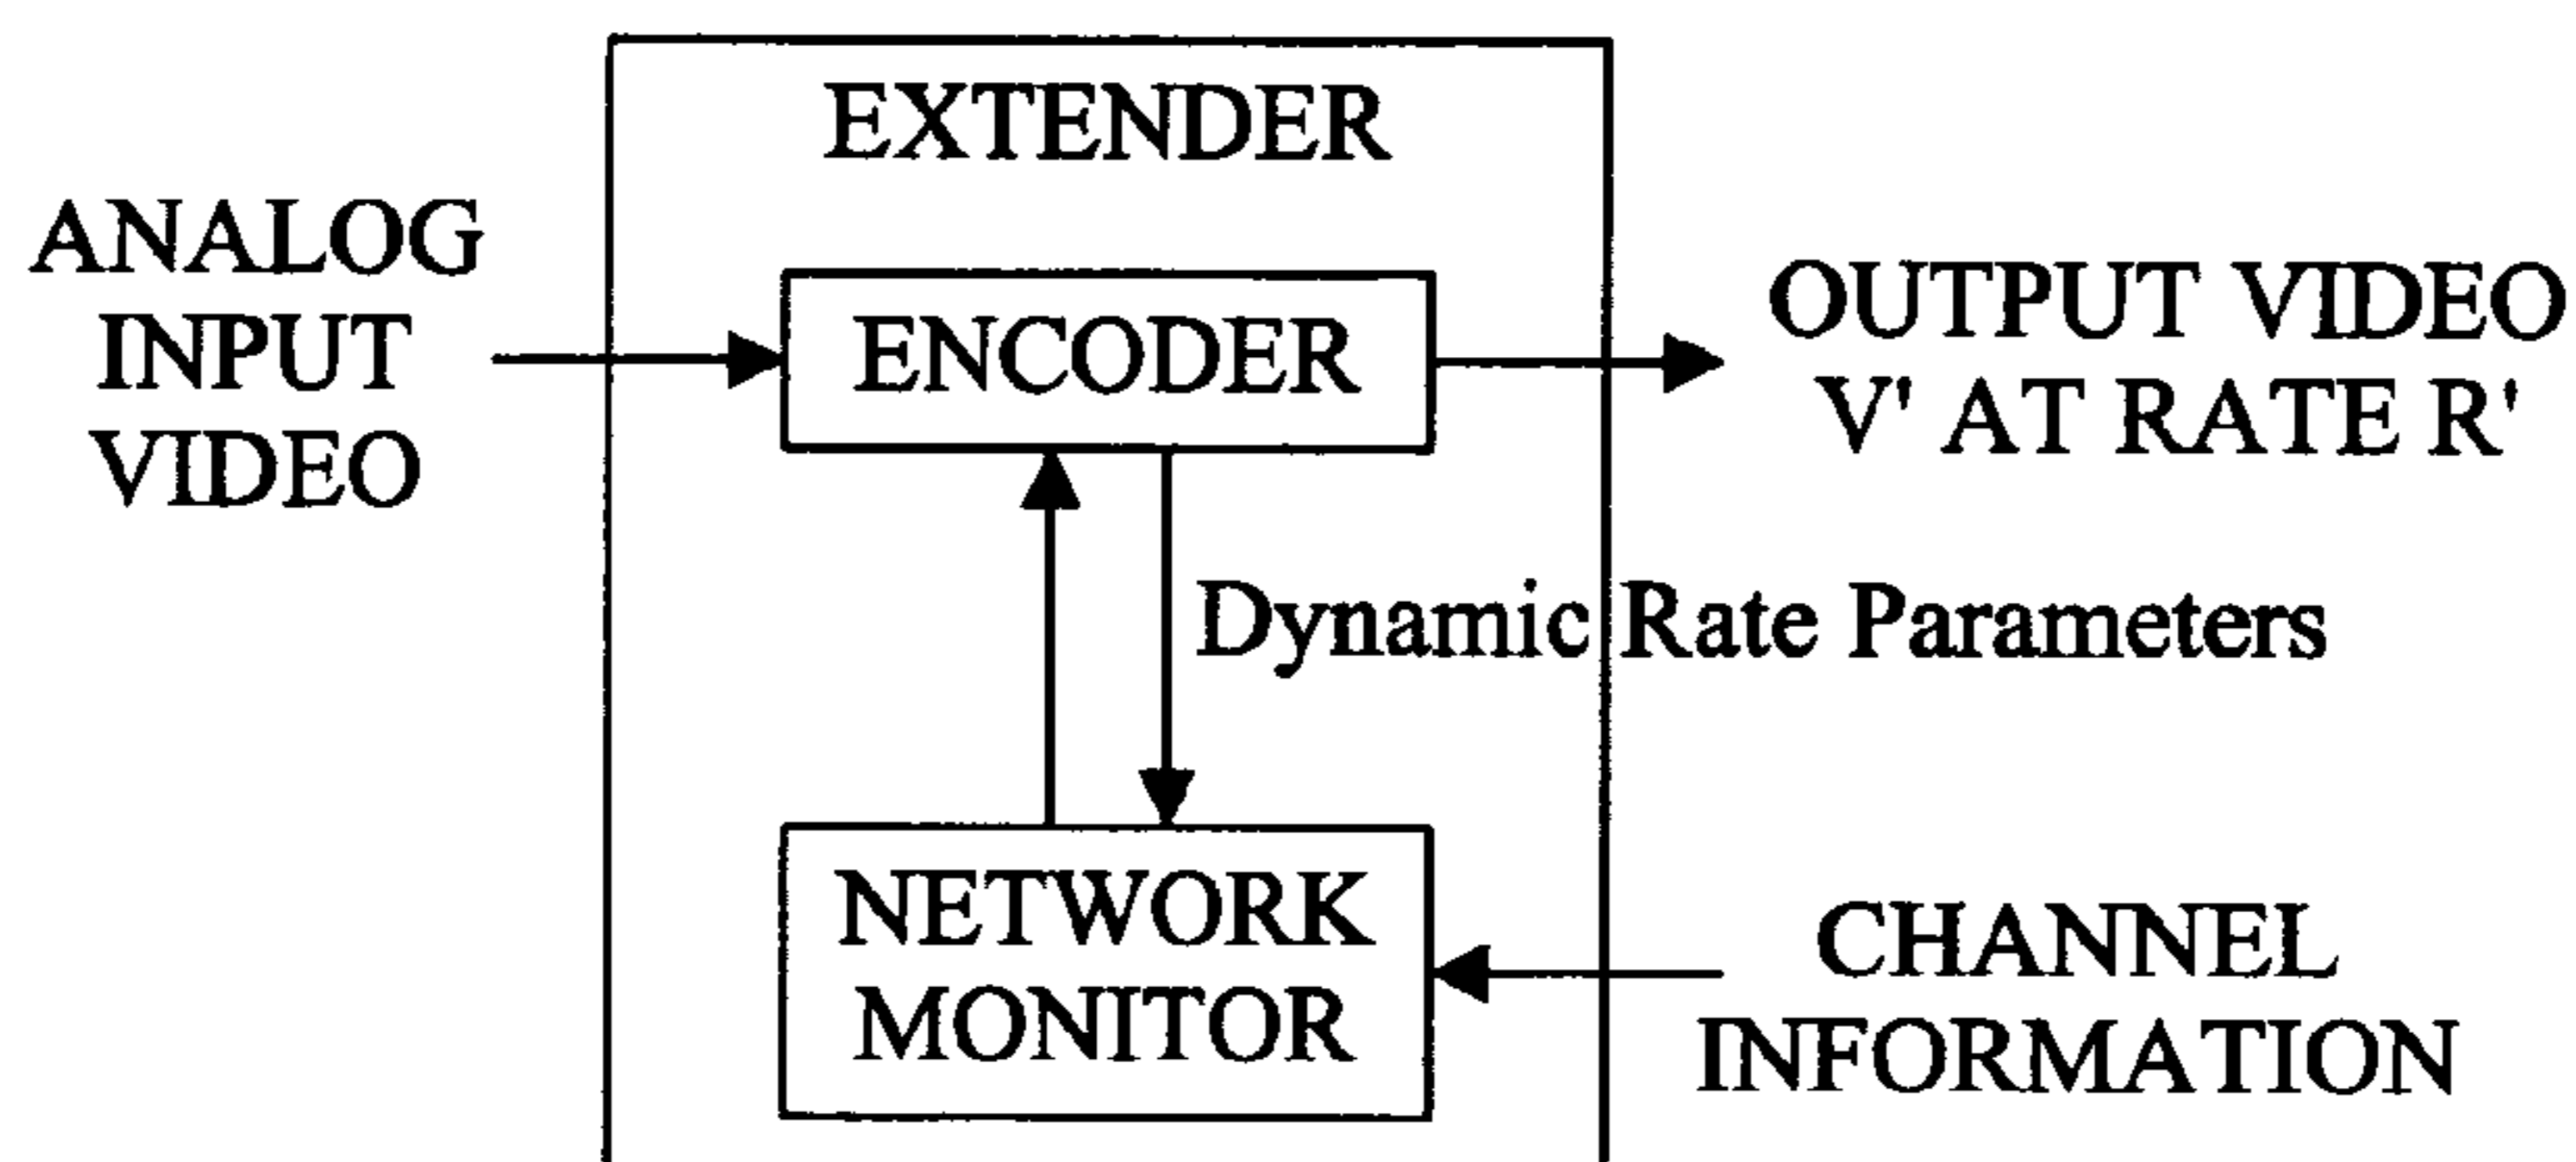 EXTENDER
ANALOG
INPUT
VIDEO
ENCODER
OUTPUT VIDEO
V' AT RATE R'
Dynamic Rate Parameters
NETWORK
MONITOR
CHANNEL
INFORMATION